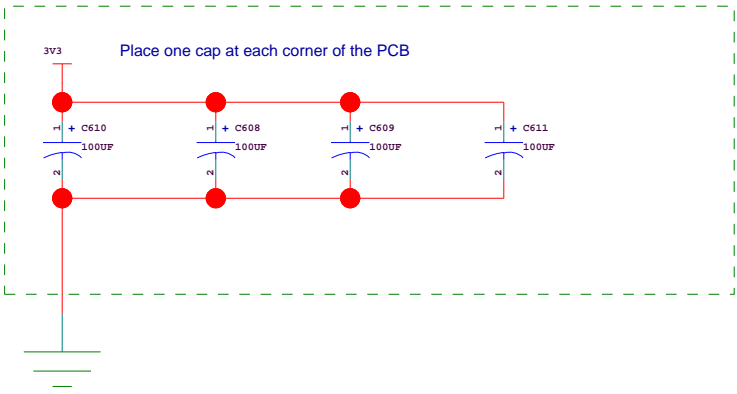 3V3
Place one cap at each corner of the PCB
1 + C610
100UF
2
1 + C608
100UF
2
1 + C609
100UF
2
1 + C611
100UF
2